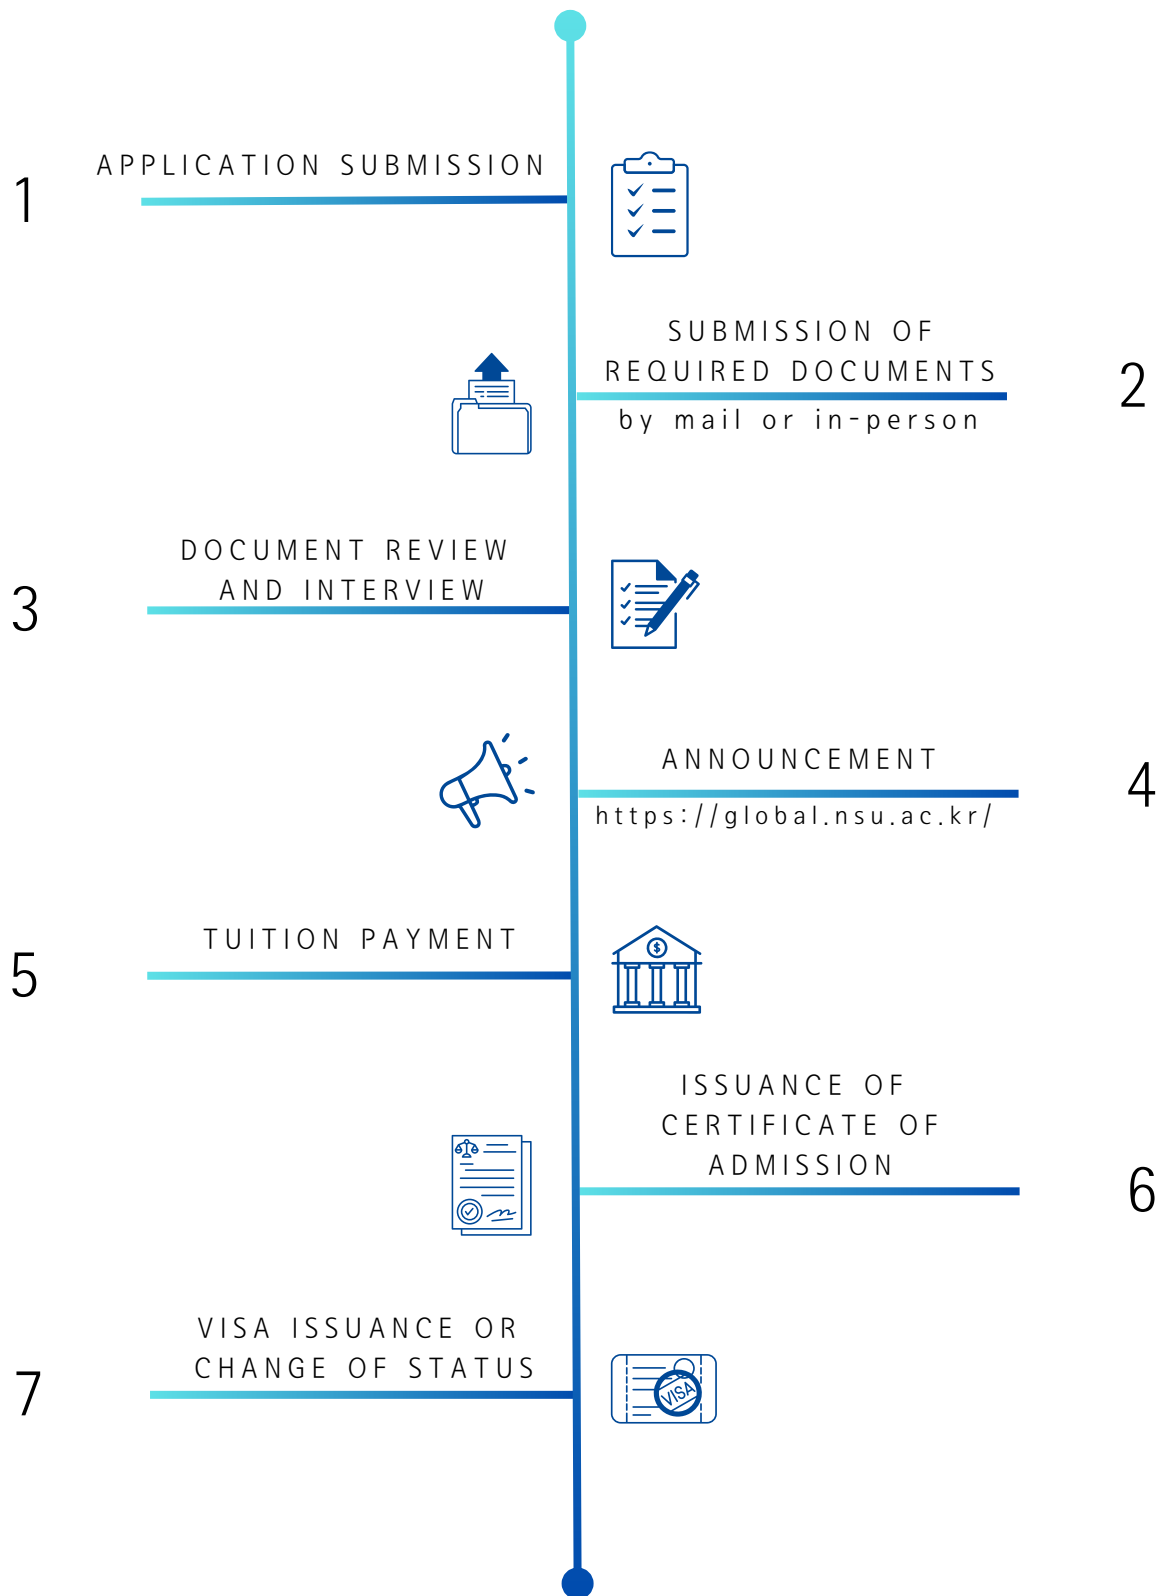 1
APPLICATION SUBMISSION
SUBMISSION OF
REQUIRED DOCUMENTS
by mail or in-person
2
DOCUMENT REVIEW
AND INTERVIEW
3
ANNOUNCEMENT
https://global.nsu.ac.kr/
4
TUITION PAYMENT
5
$
ISSUANCE OF
CERTIFICATE OF
ADMISSION
6
VISA ISSUANCE OR
CHANGE OF STATUS
7
VISA